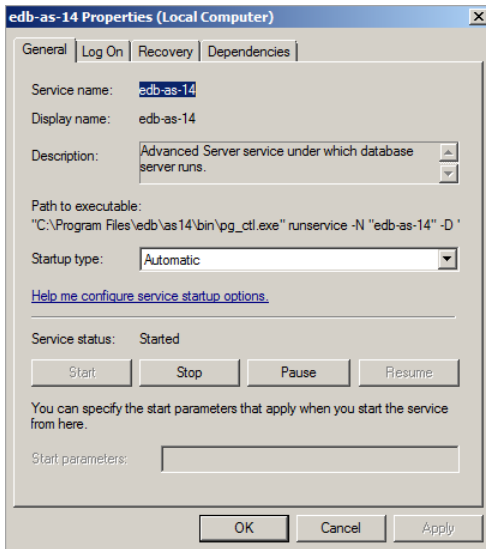 edb-as-14 Properties (Local Computer)
General Log On Recovery Dependencies
Service name: edb-as-14
Display name: edb-as-14
Description: Advanced Server service under which database
server runs.
Path to executable:
"C:\Program Files\edb\as14\bin\pg_ctl.exe" runservice -N "edb-as-14" -D '
Startup type: Automatic
Help me configure service startup options.
Service status: Started
Start Stop Pause Resume
You can specify the start parameters that apply when you start the service
from here.
Start parameters:
OK Cancel Apply